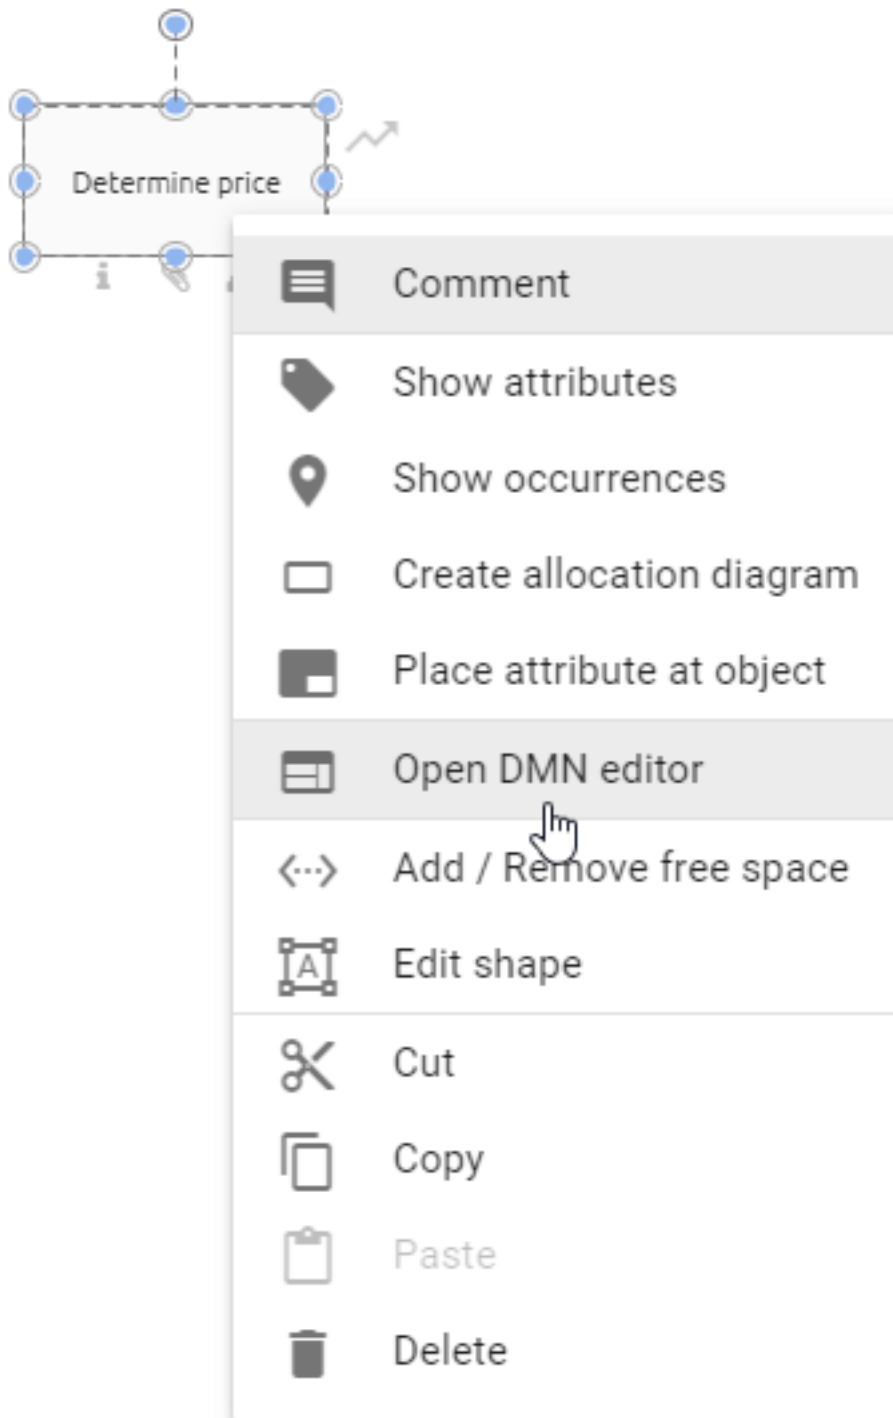 Determine price
Comment
Show attributes
Show occurrences
Create allocation diagram
Place attribute at object
Open DMN editor
Add / Remove free space
Edit shape
Cut
Copy
Paste
Delete